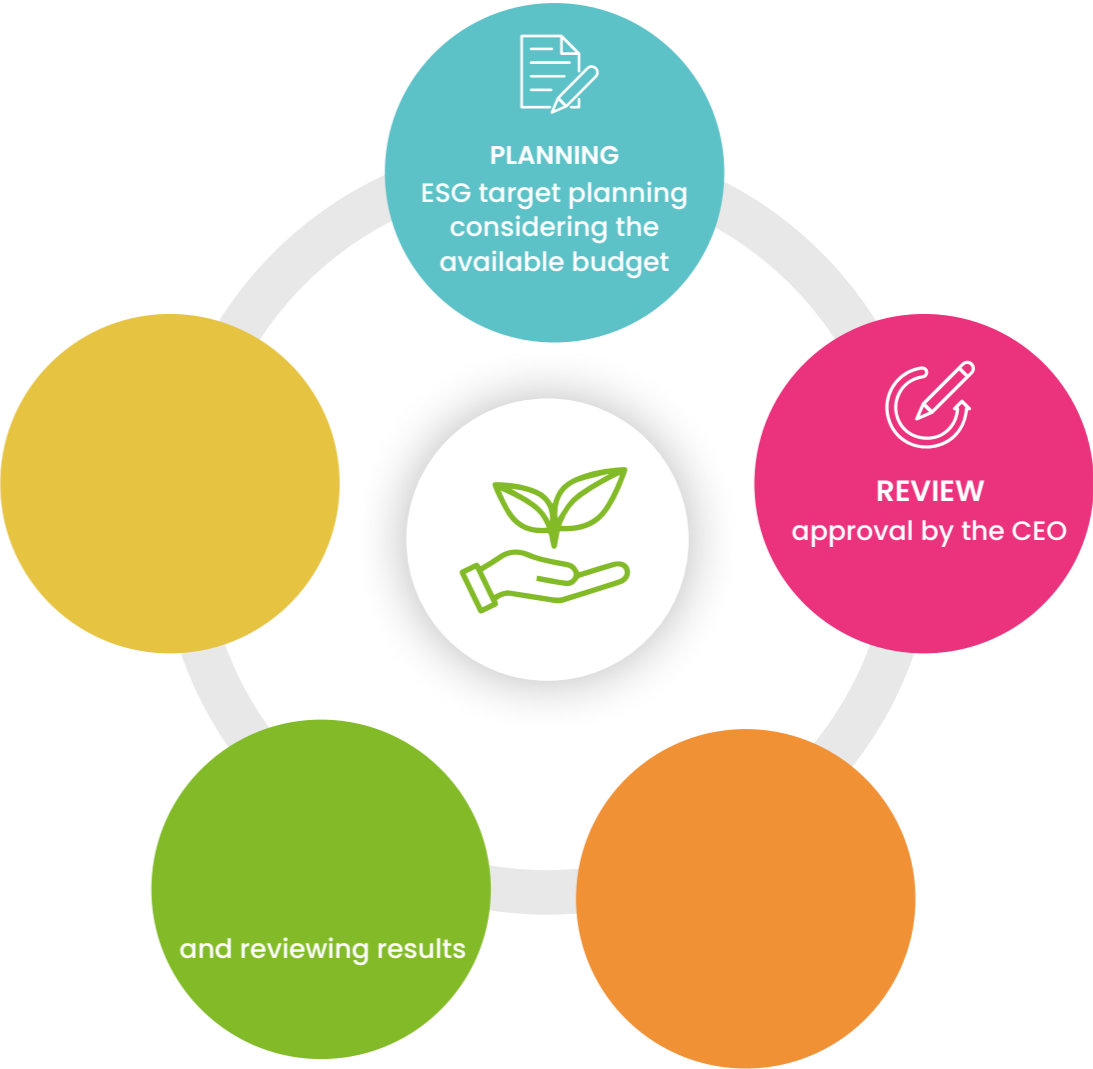 PLANNING
ESG target planning
considering the
available budget
REVIEW
approval by the CEO
and reviewing results